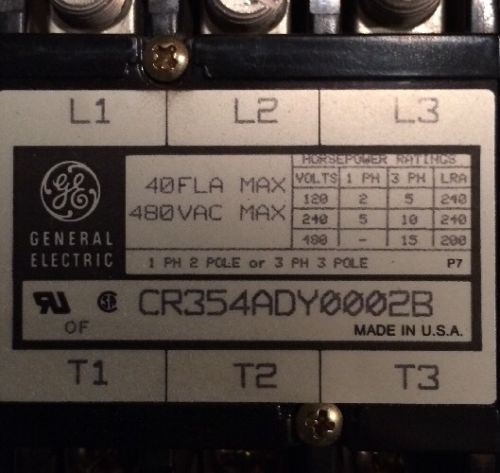 L1 L2 L3
GE
GENERAL
ELECTRIC
40FLA MAX
480VAC MAX
HORSEPOWER RATINGS
VOLTS 1 PH 3 PH LRA
120 2 5 240
240 5 10 240
480 - 15 200
1 PH 2 POLE or 3 PH 3 POLE P7
CR354ADY0002B
OF
MADE IN U.S.A.
T1 T2 T3